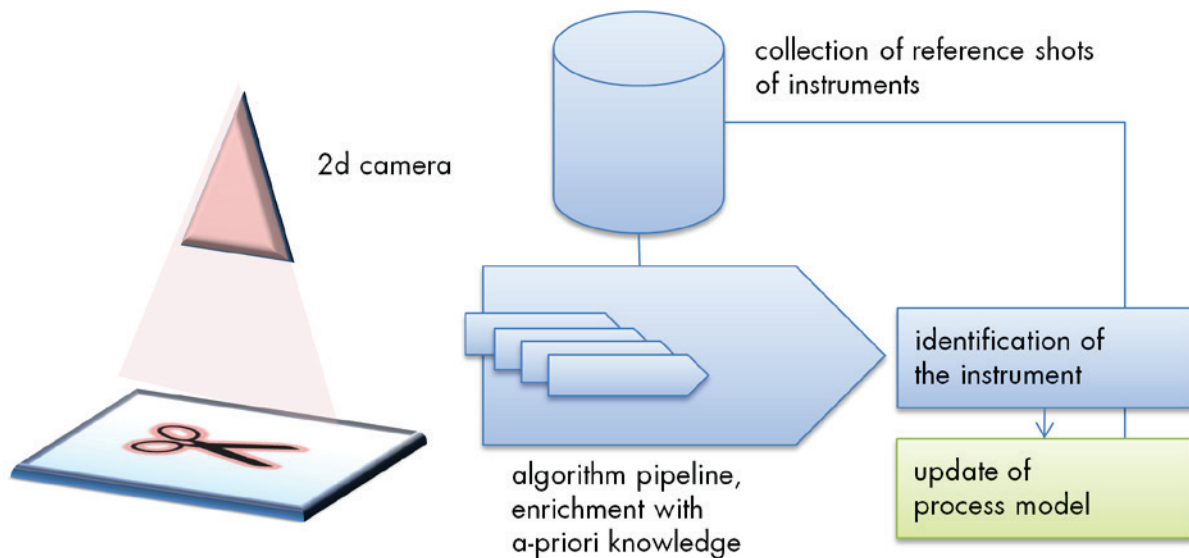 collection of reference shots
of instruments
2d camera
identification of
the instrument
algorithm pipeline,
enrichment with
a-priori knowledge
update of
process model